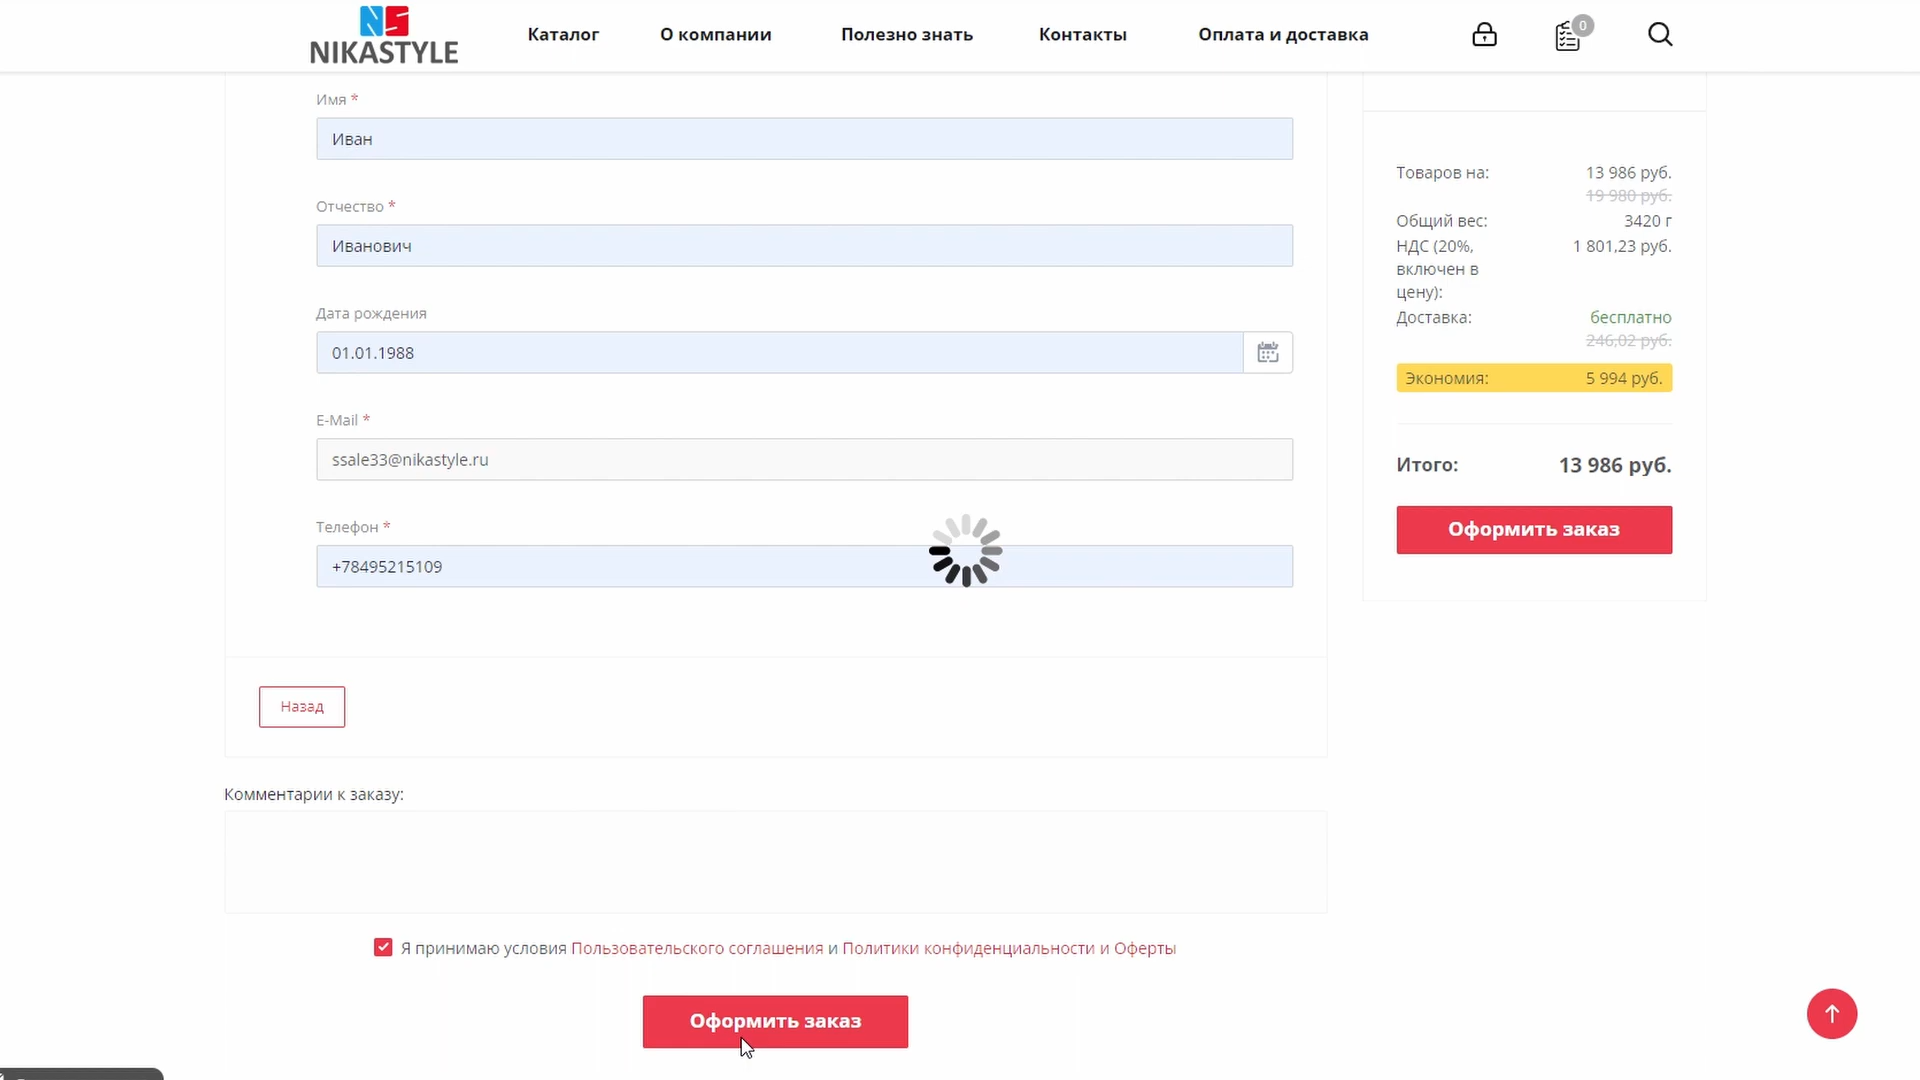 NS
NIKASTYLE
Каталог
О компании
Полезно знать
Контакты
Оплата и доставка
0
Имя *
Иван
Отчество *
Иванович
Дата рождения
01.01.1988
E-Mail *
ssale33@nikastyle.ru
Телефон *
+78495215109
Назад
Комментарии к заказу:
Я принимаю условия Пользовательского соглашения и Политики конфиденциальности и Оферты
Оформить заказ
Товаров на: 13 986 руб.
19 980 руб.
Общий вес: 3420 г
НДС (20%, 1 801,23 руб.
включен в
цену):
Доставка: бесплатно
246,02 руб.
Экономия: 5 994 руб.
Итого: 13 986 руб.
Оформить заказ